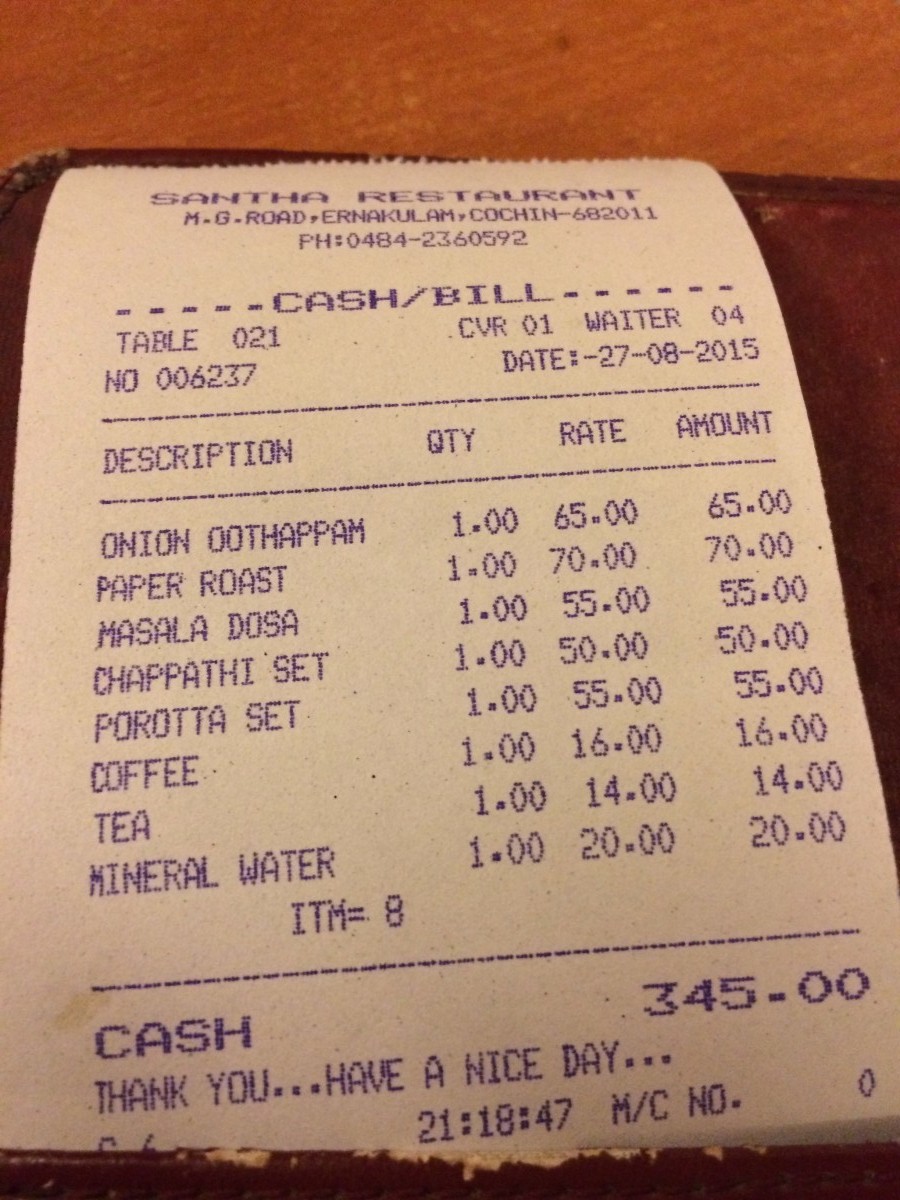 SANTHA RESTAURANT
M.G.ROAD,ERNAKULAM,COCHIN-682011
PH:0484-2360592
-----CASH/BILL------
TABLE 021 CVR 01 WAITER 04
NO 006237 DATE:-27-08-2015
DESCRIPTION QTY RATE AMOUNT
ONION OOTHAPPAM 1.00 65.00 65.00
PAPER ROAST 1.00 70.00 70.00
MASALA DOSA 1.00 55.00 55.00
CHAPPATHI SET 1.00 50.00 50.00
POROTTA SET 1.00 55.00 55.00
COFFEE 1.00 16.00 16.00
TEA 1.00 14.00 14.00
MINERAL WATER 1.00 20.00 20.00
ITM= 8
CASH 345.00
THANK YOU...HAVE A NICE DAY...
21:18:47 M/C NO. 0